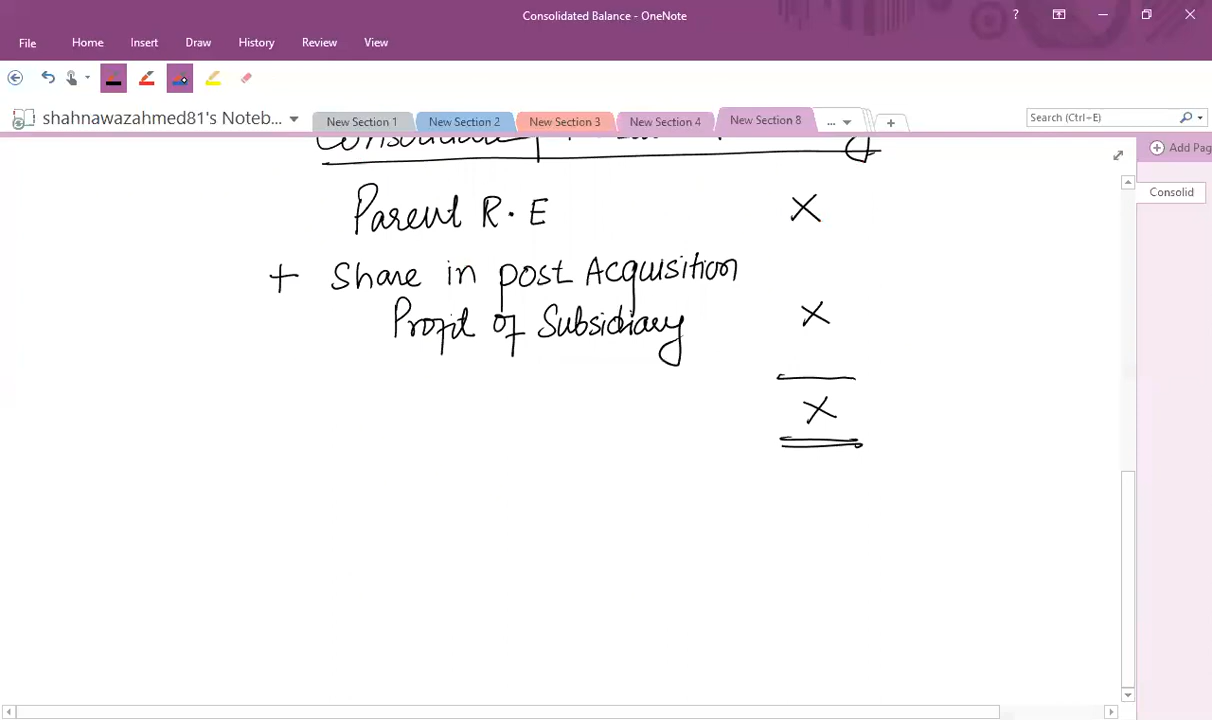 Consolidated Balance - OneNote
?
File Home Insert Draw History Review View
shahnawazahmed81's Noteb... New Section 1 New Section 2 New Section 3 New Section 4 New Section 8 ... + Search (Ctrl+E)
Add Pag
Consolid
Parent R.E X
+ Share in post Acquisition
Profit of Subsidiary X
X